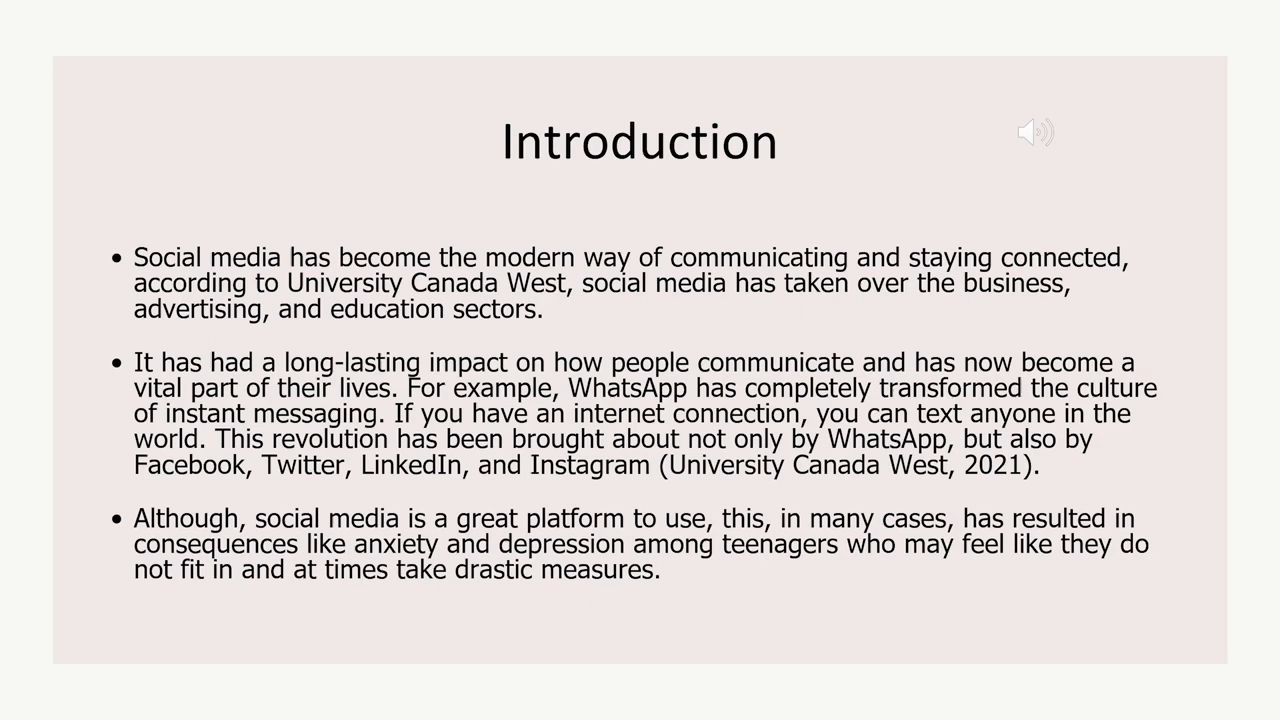 Introduction
• Social media has become the modern way of communicating and staying connected,
according to University Canada West, social media has taken over the business,
advertising, and education sectors.
• It has had a long-lasting impact on how people communicate and has now become a
vital part of their lives. For example, WhatsApp has completely transformed the culture
of instant messaging. If you have an internet connection, you can text anyone in the
world. This revolution has been brought about not only by WhatsApp, but also by
Facebook, Twitter, LinkedIn, and Instagram (University Canada West, 2021).
• Although, social media is a great platform to use, this, in many cases, has resulted in
consequences like anxiety and depression among teenagers who may feel like they do
not fit in and at times take drastic measures.